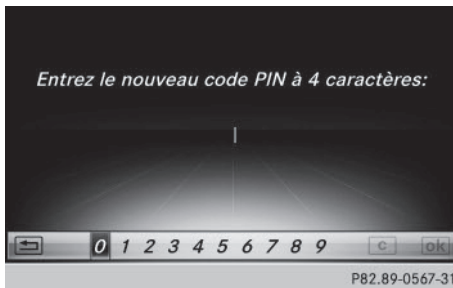 Entrez le nouveau code PIN à 4 caractères:
0 1 2 3 4 5 6 7 8 9 c ok
P82.89-0567-31